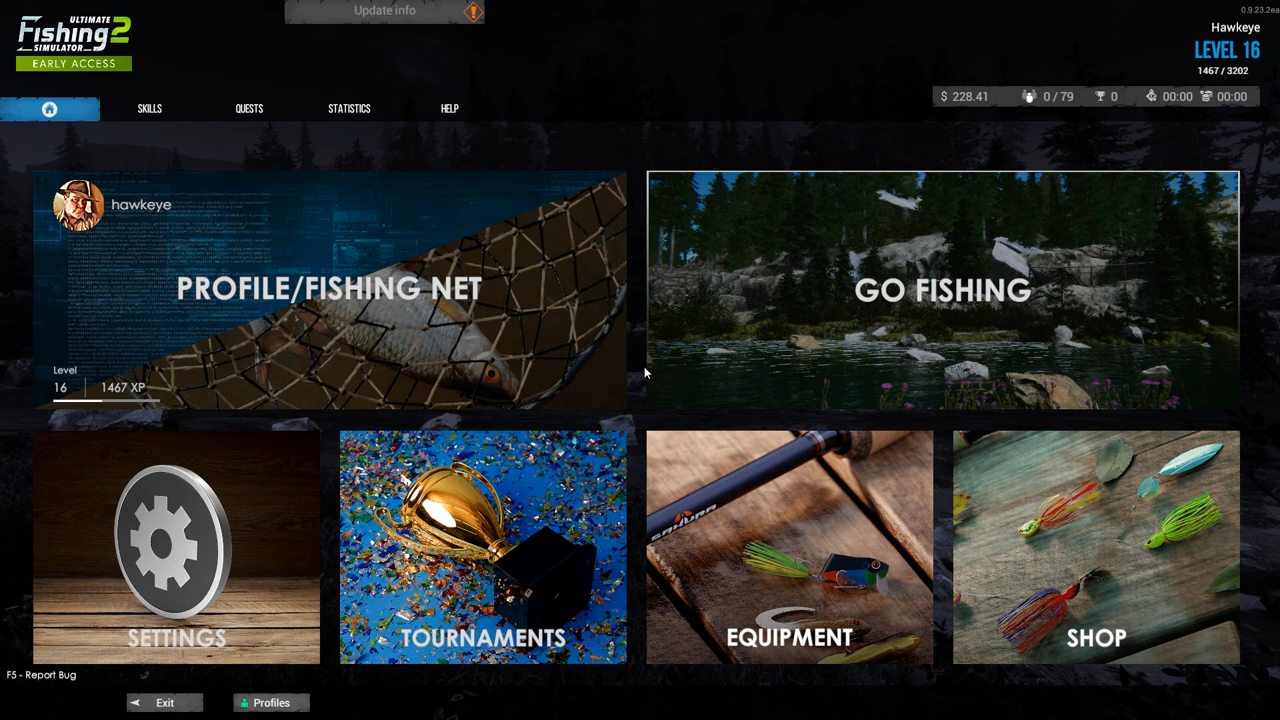 Update info
0.9.23.2ea
ULTIMATE
Fishing 2
SIMULATOR
EARLY ACCESS
Hawkeye
LEVEL 16
1467 / 3202
$ 228.41 0 / 79 0 00:00 00:00
SKILLS QUESTS STATISTICS HELP
hawkeye
PROFILE/FISHING NET
GO FISHING
Level
16 1467 XP
SAKURA
SETTINGS
TOURNAMENTS
EQUIPMENT
SHOP
F5 - Report Bug
Exit Profiles